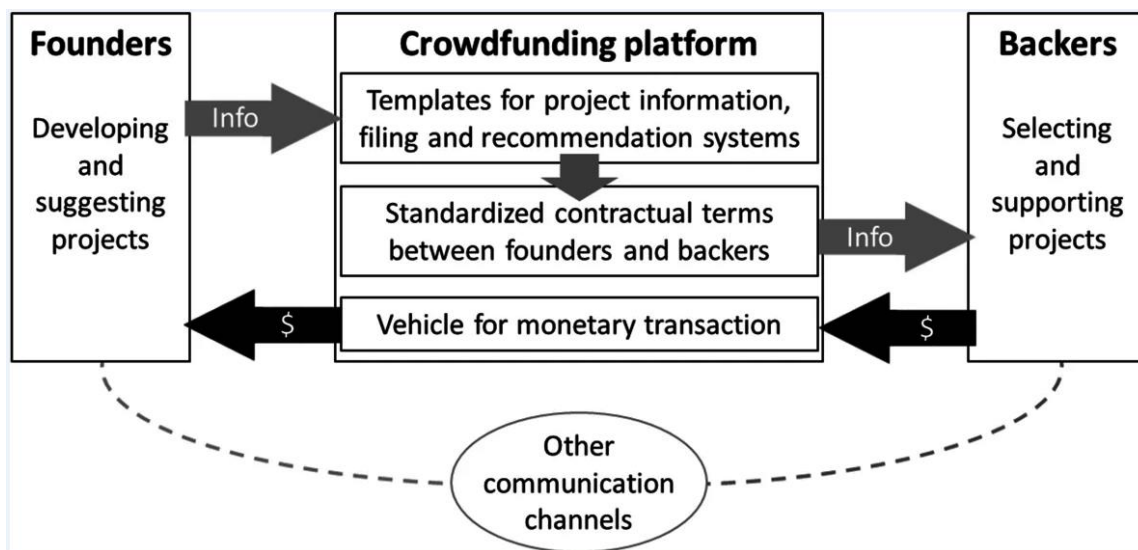 Founders
Developing
and
suggesting
projects
Info
Crowdfunding platform
Templates for project information,
filing and recommendation systems
Standardized contractual terms
between founders and backers
Info
Vehicle for monetary transaction
$
$
Backers
Selecting
and
supporting
projects
Other
communication
channels